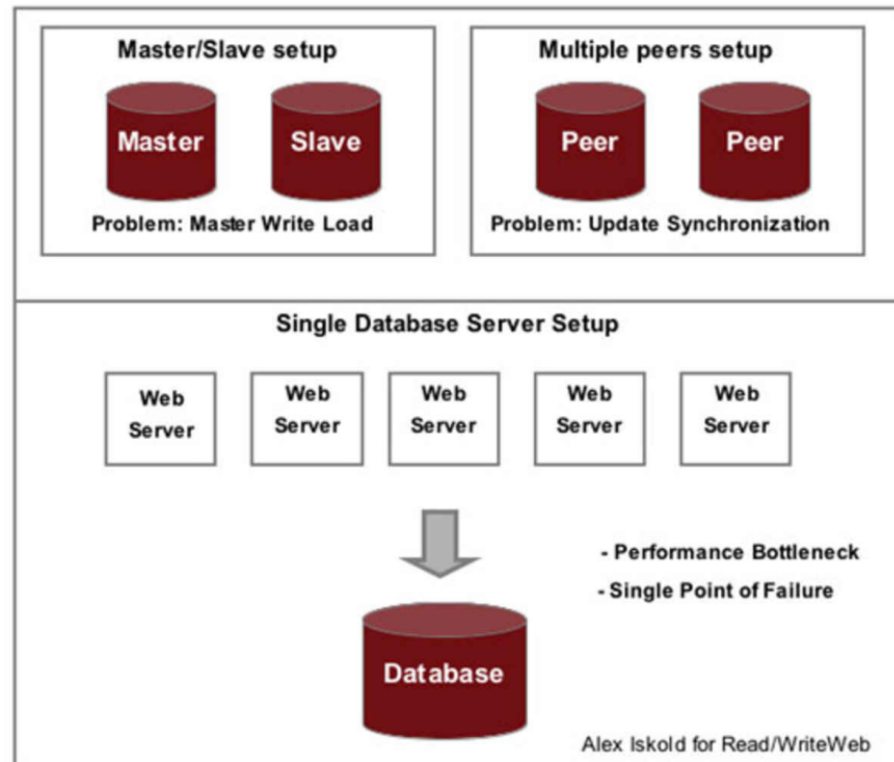 Master/Slave setup
Master
Slave
Problem: Master Write Load
Multiple peers setup
Peer
Peer
Problem: Update Synchronization
Single Database Server Setup
Web
Server
Web
Server
Web
Server
Web
Server
Web
Server
- Performance Bottleneck
- Single Point of Failure
Database
Alex Iskold for Read/WriteWeb